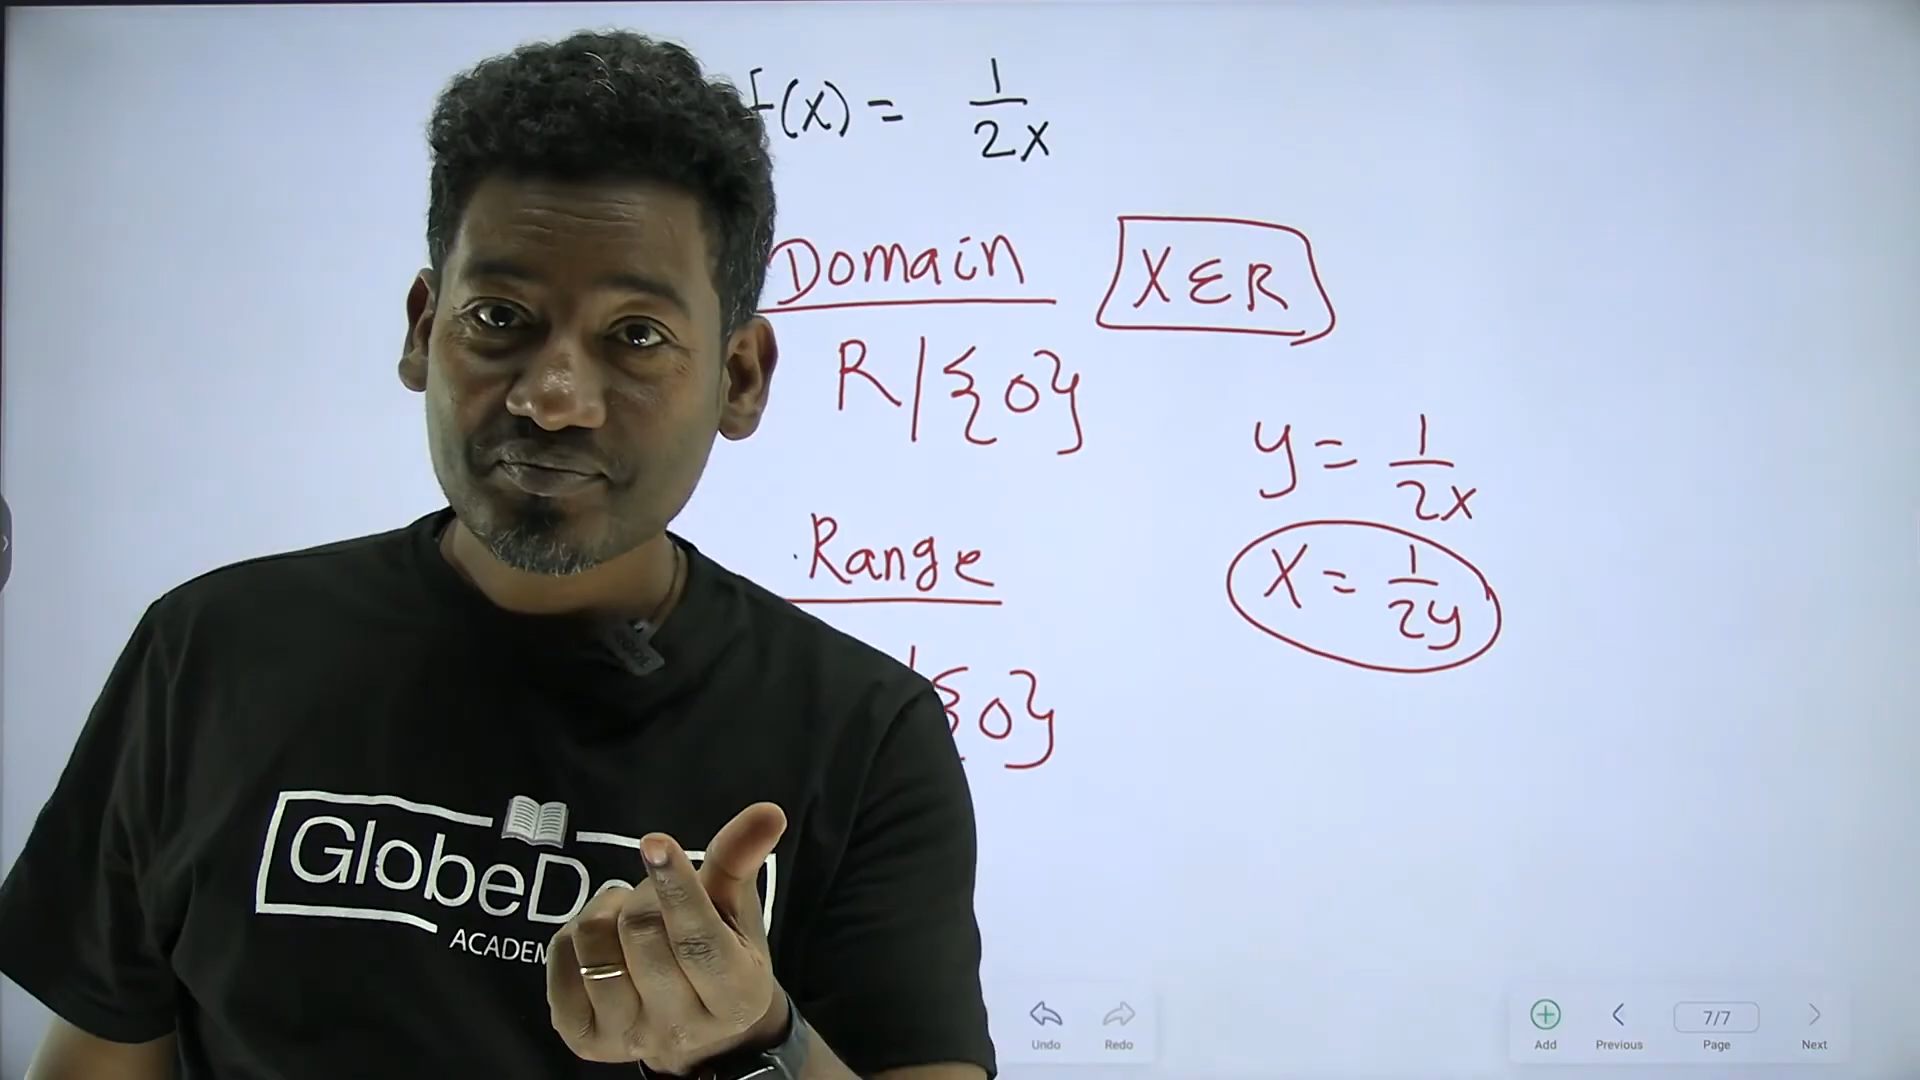 F(x) = 1/2x
Domain X ∈ R
R | {0}
y = 1/2x
Range
x = 1/2y
{0}
GlobeD
ACADEM
Undo Redo Add Previous 7/7 Page Next